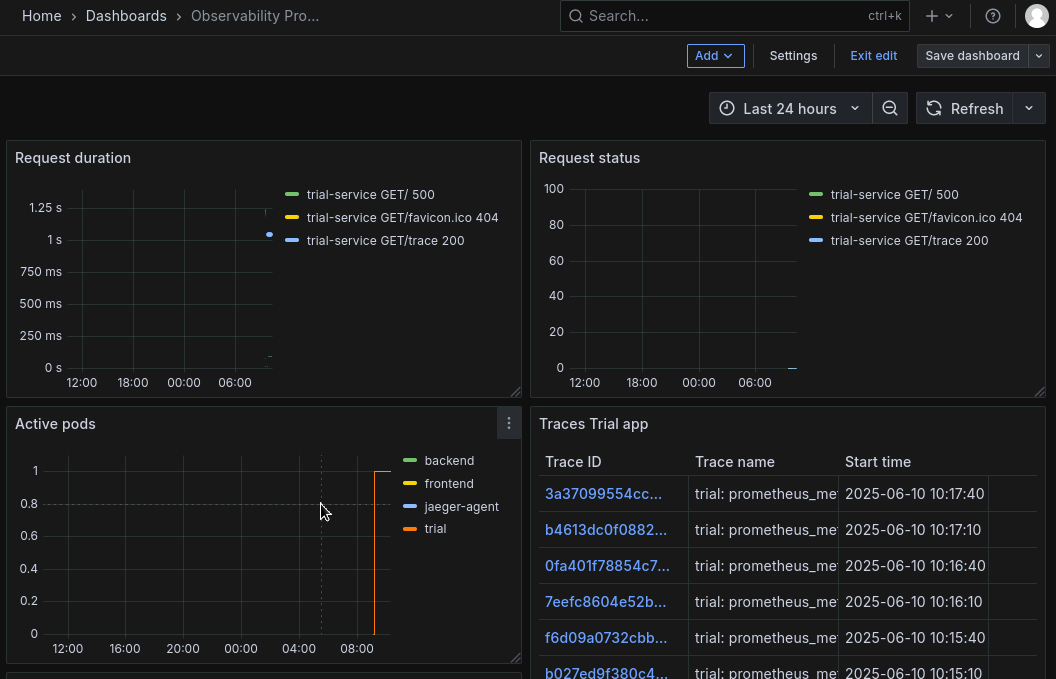 Home > Dashboards > Observability Pro...
Search... ctrl+k
Add Settings Exit edit Save dashboard
Last 24 hours Refresh
Request duration
1.25 s
1 s
750 ms
500 ms
250 ms
0 s
12:00 18:00 00:00 06:00
trial-service GET/ 500
trial-service GET/favicon.ico 404
trial-service GET/trace 200
Request status
100
80
60
40
20
0
12:00 18:00 00:00 06:00
trial-service GET/ 500
trial-service GET/favicon.ico 404
trial-service GET/trace 200
Active pods
1
0.8
0.6
0.4
0.2
0
12:00 16:00 20:00 00:00 04:00 08:00
backend
frontend
jaeger-agent
trial
Traces Trial app
Trace ID Trace name Start time
3a37099554cc... trial: prometheus_me 2025-06-10 10:17:40
b4613dc0f0882... trial: prometheus_me 2025-06-10 10:17:10
0fa401f78854c7... trial: prometheus_me 2025-06-10 10:16:40
7eefc8604e52b... trial: prometheus_me 2025-06-10 10:16:10
f6d09a0732cbb... trial: prometheus_me 2025-06-10 10:15:40
b027ed9f380c4... trial: prometheus_me 2025-06-10 10:15:10